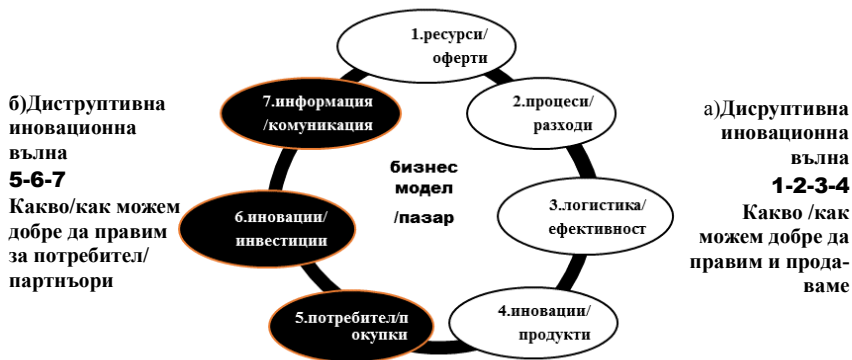 1.ресурси/
оферти
7.информация
/комуникация
2.процеси/
разходи
б)Диструптивна
иновационна
вълна
5-6-7
Какво/как можем
добре да правим
за потребител/
партнъори
а)Дисруптивна
иновационна
вълна
1-2-3-4
Какво /как
можем добре да
правим и прода-
ваме
бизнес
модел
/пазар
6.иновации/
инвестиции
3.логистика/
ефективност
5.потребител/п
окупки
4.иновации/
продукти